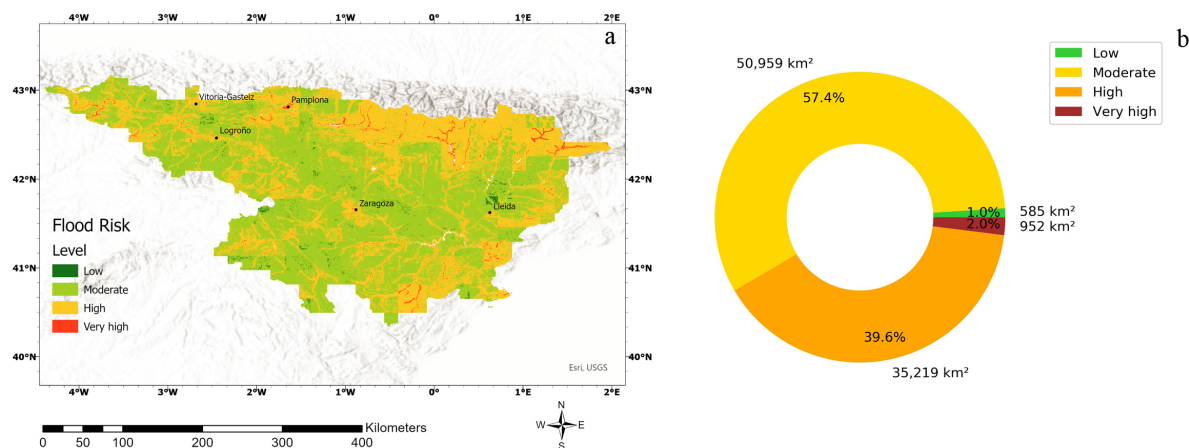 a
4°W 3°W 2°W 1°W 0° 1°E 2°E
43°N 43°N
Vitoria-Gasteiz Pamplona
Logroño
42°N 42°N
Zaragoza Lleida
Flood Risk
Level
41°N 41°N
Low
Moderate
High
Very high
40°N 40°N
Esri, USGS
4°W 3°W 2°W 1°W 0° 1°E 2°E
Kilometers
0 50 100 200 300 400
N
W E
S
b
Low
Moderate
High
Very high
50,959 km²
57.4%
1.0% 585 km²
2.0% 952 km²
39.6%
35,219 km²